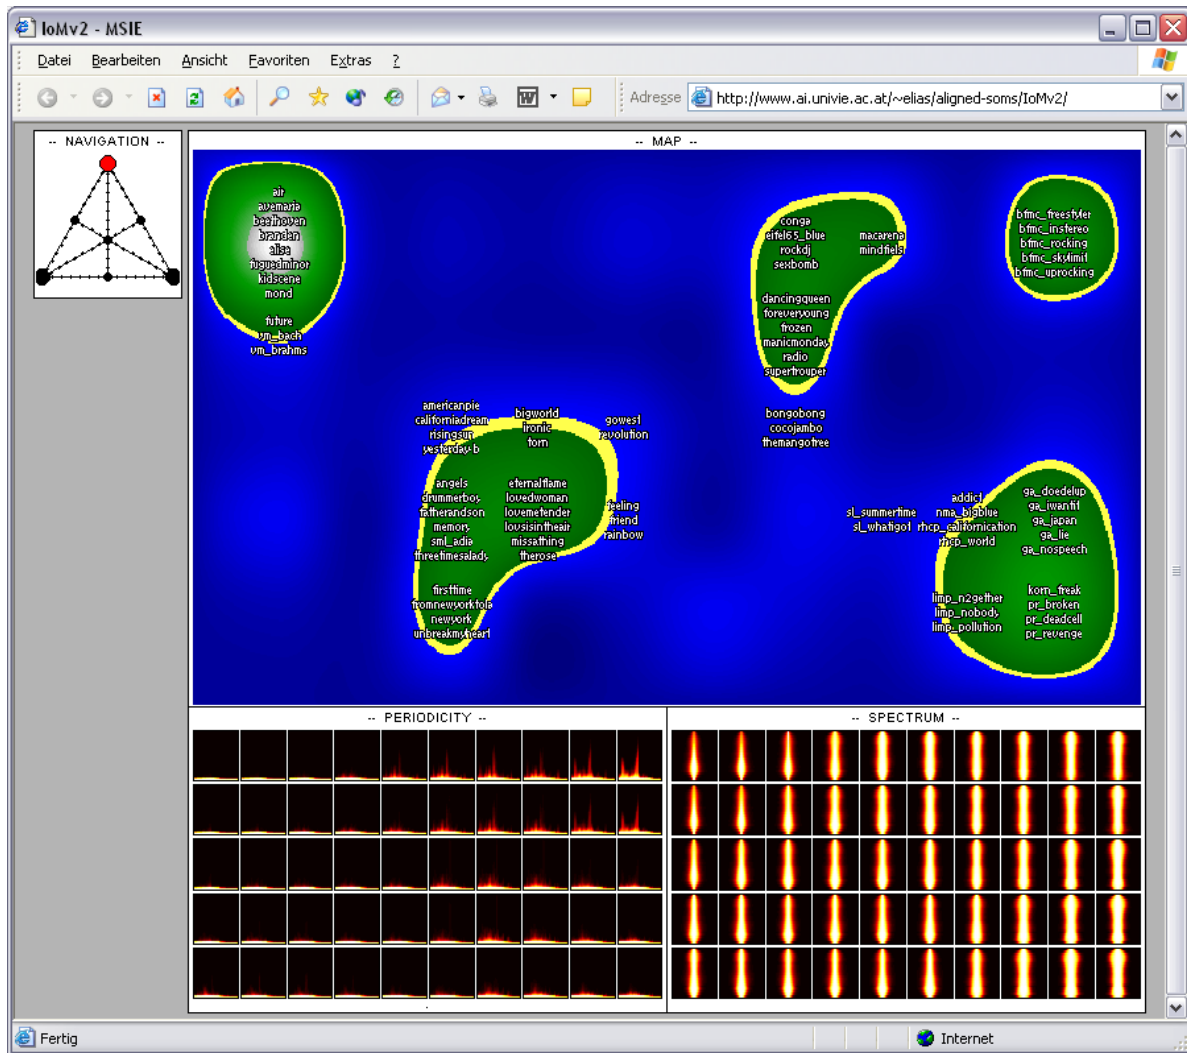 IoMv2 - MSIE
Datei Bearbeiten Ansicht Favoriten Extras ?
Adresse http://www.ai.univie.ac.at/~elias/aligned-soms/IoMv2/
-- NAVIGATION --
-- MAP --
air
avemaria
beethoven
branden
elise
fuguedminor
kidscene
mond
future
vm_bach
vm_brahms
conga
eifel65_blue
rockdj
sexbomb
macarena
mindfiels
dancingqueen
foreveryoung
frozen
manicmonday
radio
supertrouper
bongobong
cocojambo
themangotree
bfmc_freestyler
bfmc_instereo
bfmc_rocking
bfmc_skylimit
bfmc_uprocking
americanpie
californiadream
risingsun
yesterday-b
bigworld
ironic
torn
gowest
revolution
angels
drummerboy
fatherandson
memory
sml_adia
threetimesalady
eternalflame
lovedwoman
lovemetender
lovsisintheair
missathing
therose
feeling
friend
rainbow
firsttime
fromnewyorktola
newyork
unbreakmyheart
sl_summertime
sl_whatigot
addict
nma_bigblue
rhcp_californication
rhcp_world
ga_doedelup
ga_iwantit
ga_japan
ga_lie
ga_nospeech
limp_n2gether
limp_nobody
limp_pollution
korn_freak
pr_broken
pr_deadcell
pr_revenge
-- PERIODICITY --
-- SPECTRUM --
Fertig
Internet